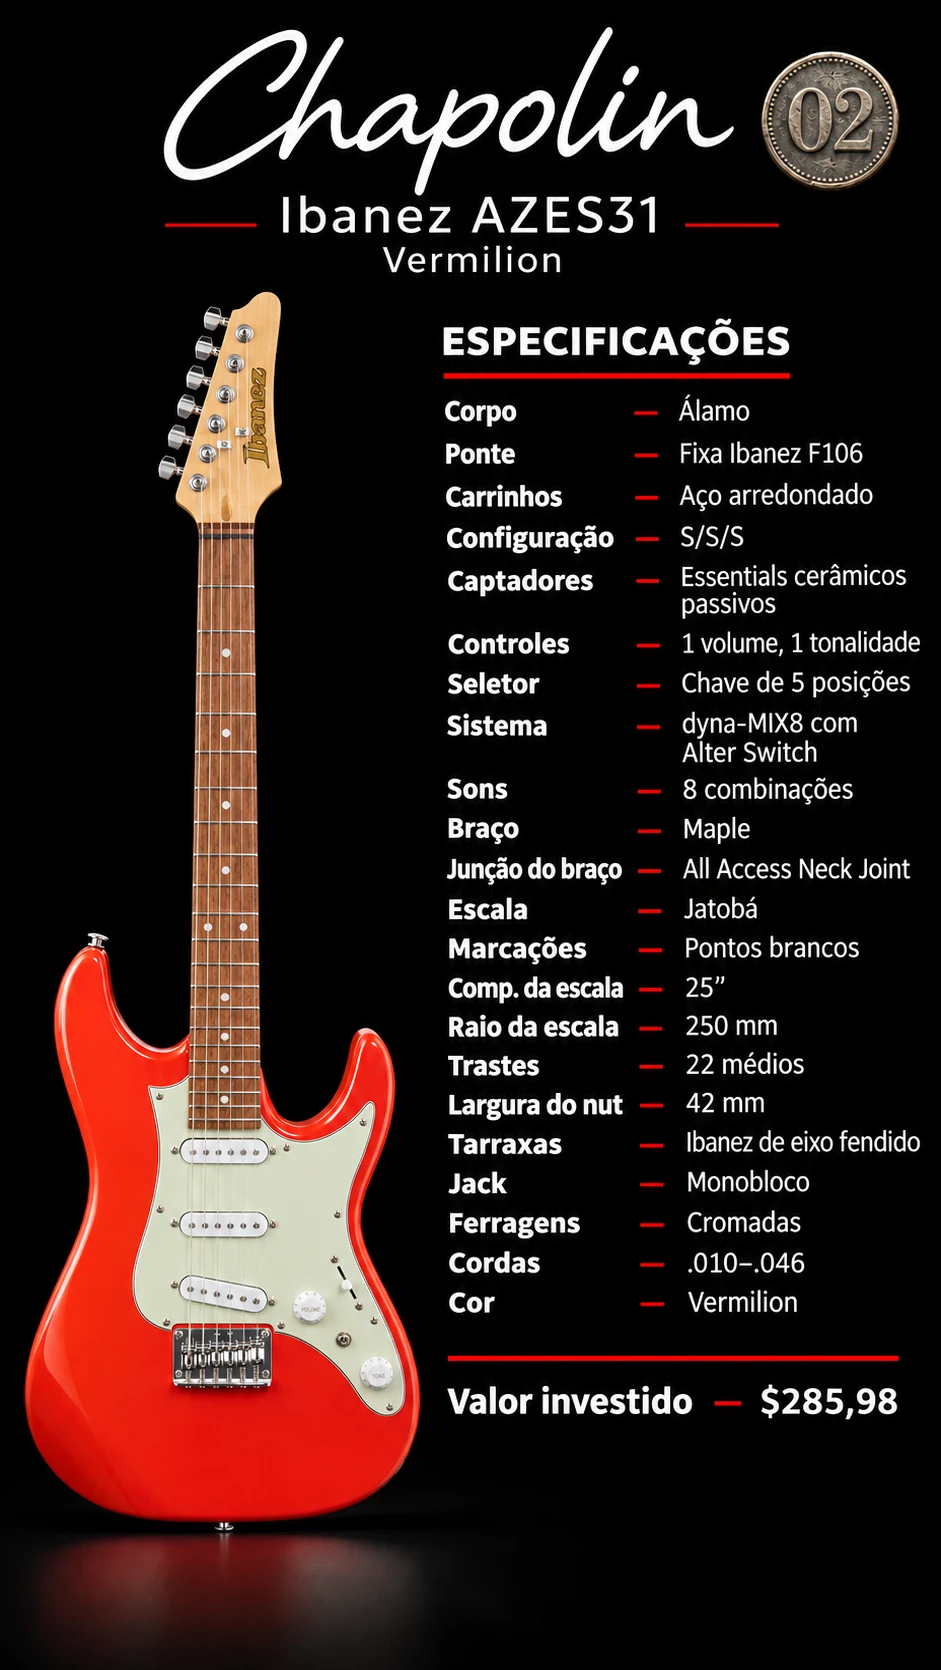 Chapolin
02
Ibanez AZES31
Vermilion
Ibanez
ESPECIFICAÇÕES
Corpo — Álamo
Ponte — Fixa Ibanez F106
Carrinhos — Aço arredondado
Configuração — S/S/S
Captadores — Essentials cerâmicos
passivos
Controles — 1 volume, 1 tonalidade
Seletor — Chave de 5 posições
Sistema — dyna-MIX8 com
Alter Switch
Sons — 8 combinações
Braço — Maple
Junção do braço — All Access Neck Joint
Escala — Jatobá
Marcações — Pontos brancos
Comp. da escala — 25”
Raio da escala — 250 mm
Trastes — 22 médios
Largura do nut — 42 mm
Tarraxas — Ibanez de eixo fendido
Jack — Monobloco
Ferragens — Cromadas
Cordas — .010–.046
Cor — Vermilion
VOLUME
TONE
Valor investido — $285,98